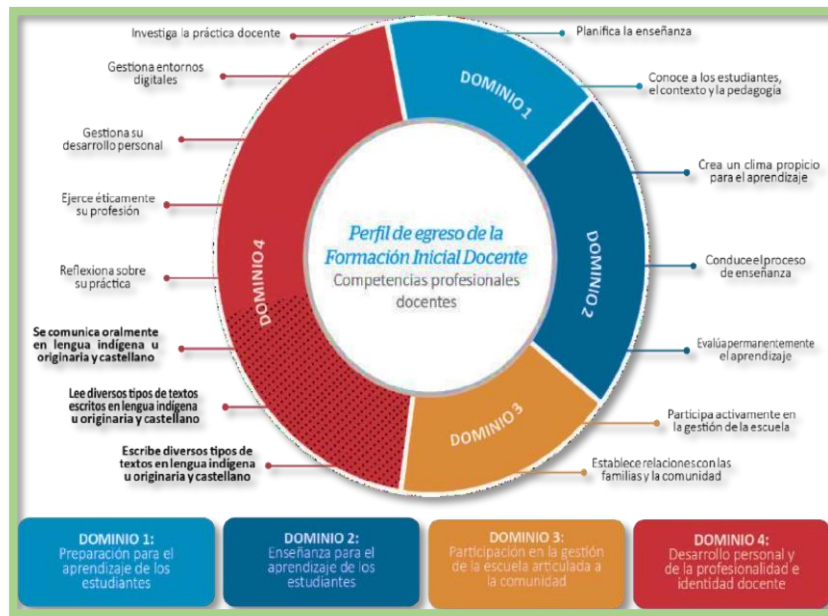 Investiga la práctica docente
Gestiona entornos
digitales
Gestiona su
desarrollo personal
Ejerce éticamente
su profesión
Reflexiona sobre
su práctica
Se comunica oralmente
en lengua indígena u
originaria y castellano
Lee diversos tipos de textos
escritos en lengua indígena
u originaria y castellano
Escribe diversos tipos de
textos en lengua indígena
u originaria y castellano
DOMINIO 4
DOMINIO 1
DOMINIO 2
DOMINIO 3
Perfil de egreso de la
Formación Inicial Docente
Competencias profesionales
docentes
Planifica la enseñanza
Conoce a los estudiantes,
el contexto y la pedagogía
Crea un clima propicio
para el aprendizaje
Conduce el proceso
de enseñanza
Evalúa permanentemente
el aprendizaje
Participa activamente en
la gestión de la escuela
Establece relaciones con las
familias y la comunidad
DOMINIO 1:
Preparación para el
aprendizaje de los
estudiantes
DOMINIO 2:
Enseñanza para el
aprendizaje de los
estudiantes
DOMINIO 3:
Participación en la gestión
de la escuela articulada a
la comunidad
DOMINIO 4:
Desarrollo personal y
de la profesionalidad e
identidad docente